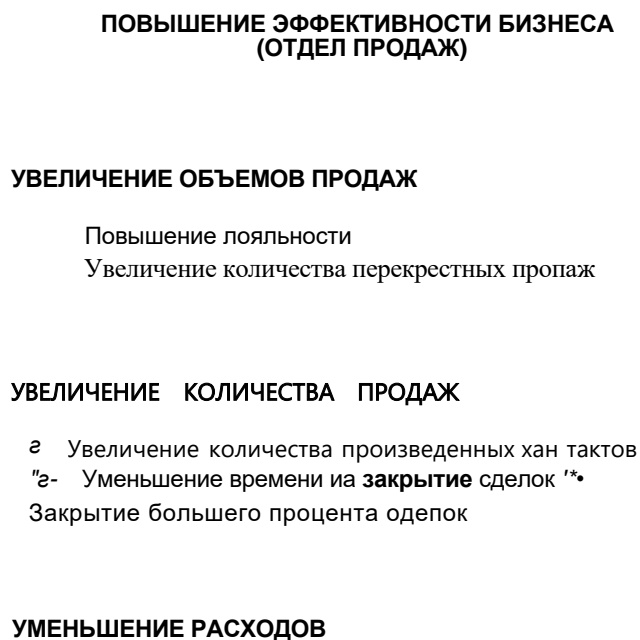 ПОВЫШЕНИЕ ЭФФЕКТИВНОСТИ БИЗНЕСА
(ОТДЕЛ ПРОДАЖ)
УВЕЛИЧЕНИЕ ОБЪЕМОВ ПРОДАЖ
Повышение лояльности
Увеличение количества перекрестных пропаж
УВЕЛИЧЕНИЕ КОЛИЧЕСТВА ПРОДАЖ
г Увеличение количества произведенных хан тактов
"г- Уменьшение времени иа закрытие сделок '*•
Закрытие большего процента одепок
УМЕНЬШЕНИЕ РАСХОДОВ